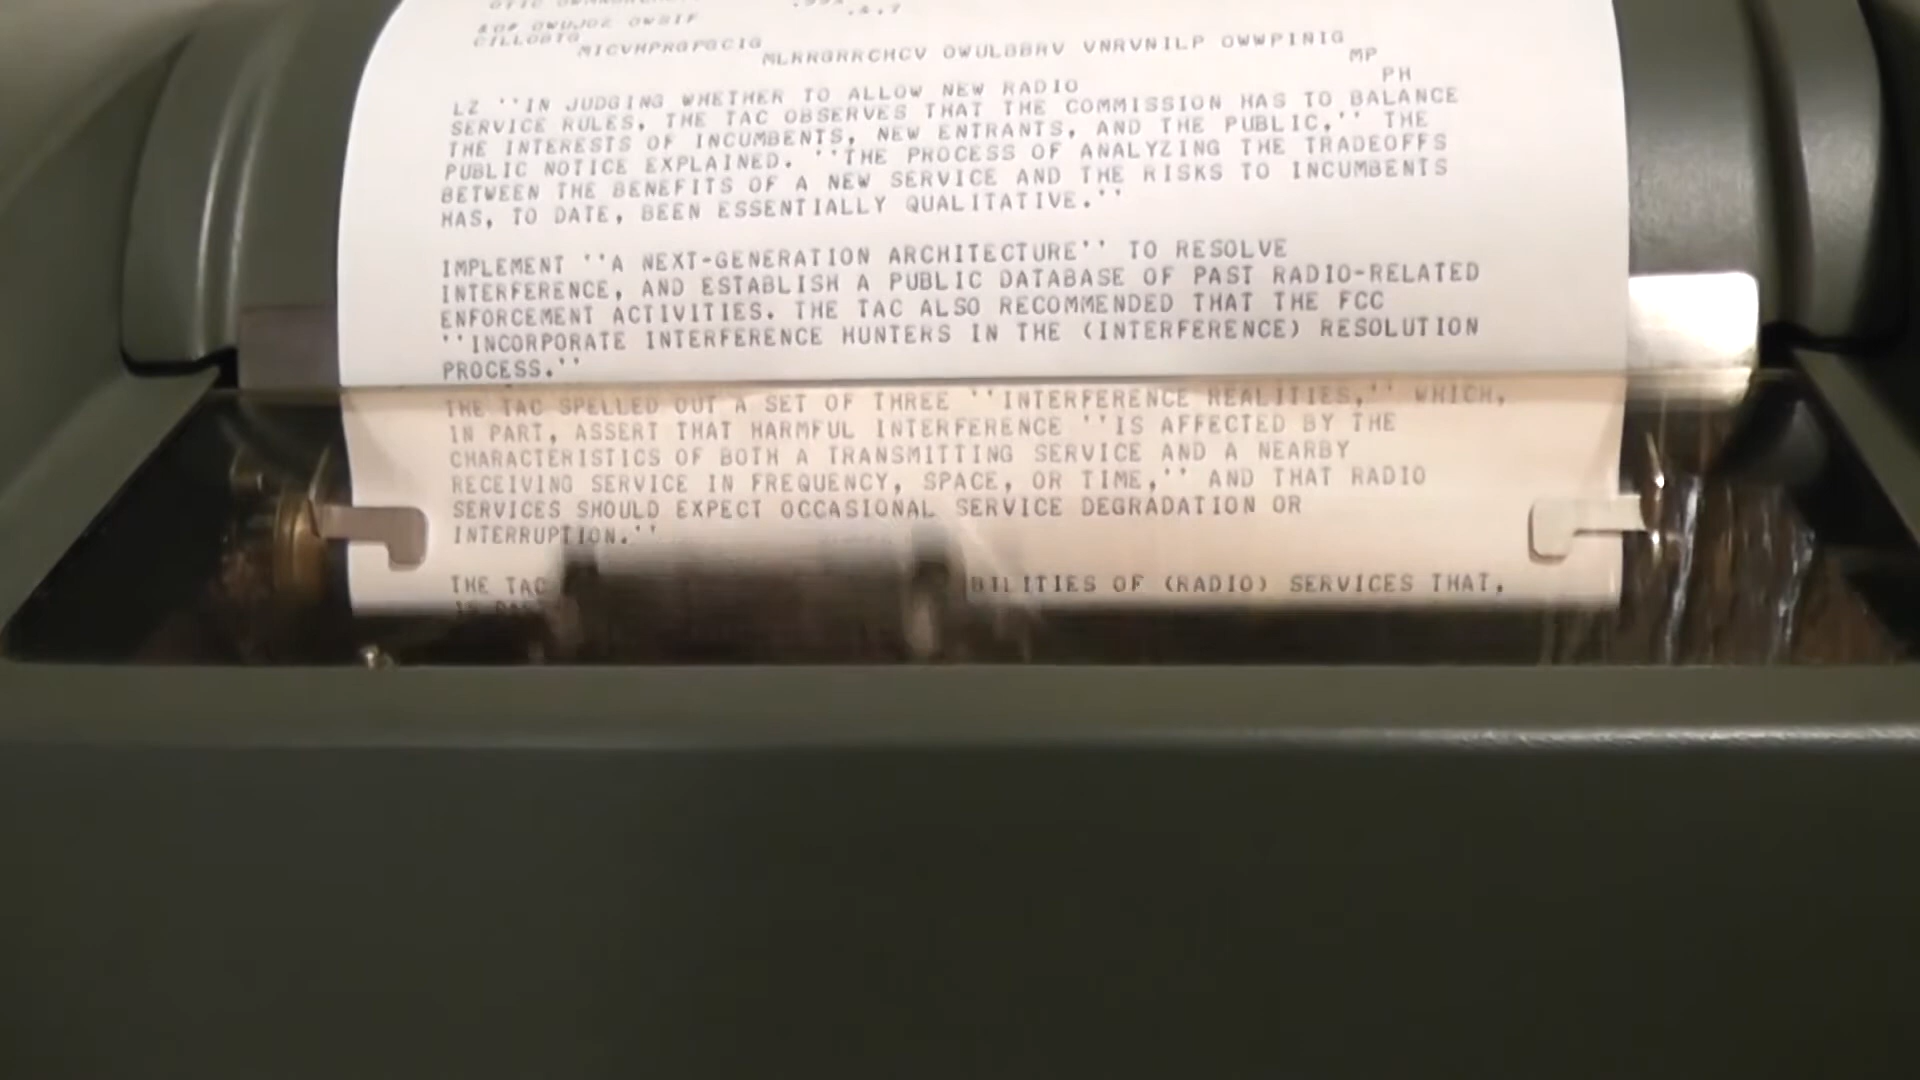 CILLOBTG
MICVHPRGPGCIG
MLRRGRRCHCV OWULBBRV VNRVNILP OWWPINIG
MP
PH
LZ ''IN JUDGING WHETHER TO ALLOW NEW RADIO
SERVICE RULES, THE TAC OBSERVES THAT THE COMMISSION HAS TO BALANCE
THE INTERESTS OF INCUMBENTS, NEW ENTRANTS, AND THE PUBLIC,'' THE
PUBLIC NOTICE EXPLAINED. ''THE PROCESS OF ANALYZING THE TRADEOFFS
BETWEEN THE BENEFITS OF A NEW SERVICE AND THE RISKS TO INCUMBENTS
HAS, TO DATE, BEEN ESSENTIALLY QUALITATIVE.''
IMPLEMENT ''A NEXT-GENERATION ARCHITECTURE'' TO RESOLVE
INTERFERENCE, AND ESTABLISH A PUBLIC DATABASE OF PAST RADIO-RELATED
ENFORCEMENT ACTIVITIES. THE TAC ALSO RECOMMENDED THAT THE FCC
''INCORPORATE INTERFERENCE HUNTERS IN THE (INTERFERENCE) RESOLUTION
PROCESS.''
THE TAC SPELLED OUT A SET OF THREE ''INTERFERENCE REALITIES,'' WHICH,
IN PART, ASSERT THAT HARMFUL INTERFERENCE ''IS AFFECTED BY THE
CHARACTERISTICS OF BOTH A TRANSMITTING SERVICE AND A NEARBY
RECEIVING SERVICE IN FREQUENCY, SPACE, OR TIME,'' AND THAT RADIO
SERVICES SHOULD EXPECT OCCASIONAL SERVICE DEGRADATION OR
INTERRUPTION.''
THE TAC BILITIES OF (RADIO) SERVICES THAT,